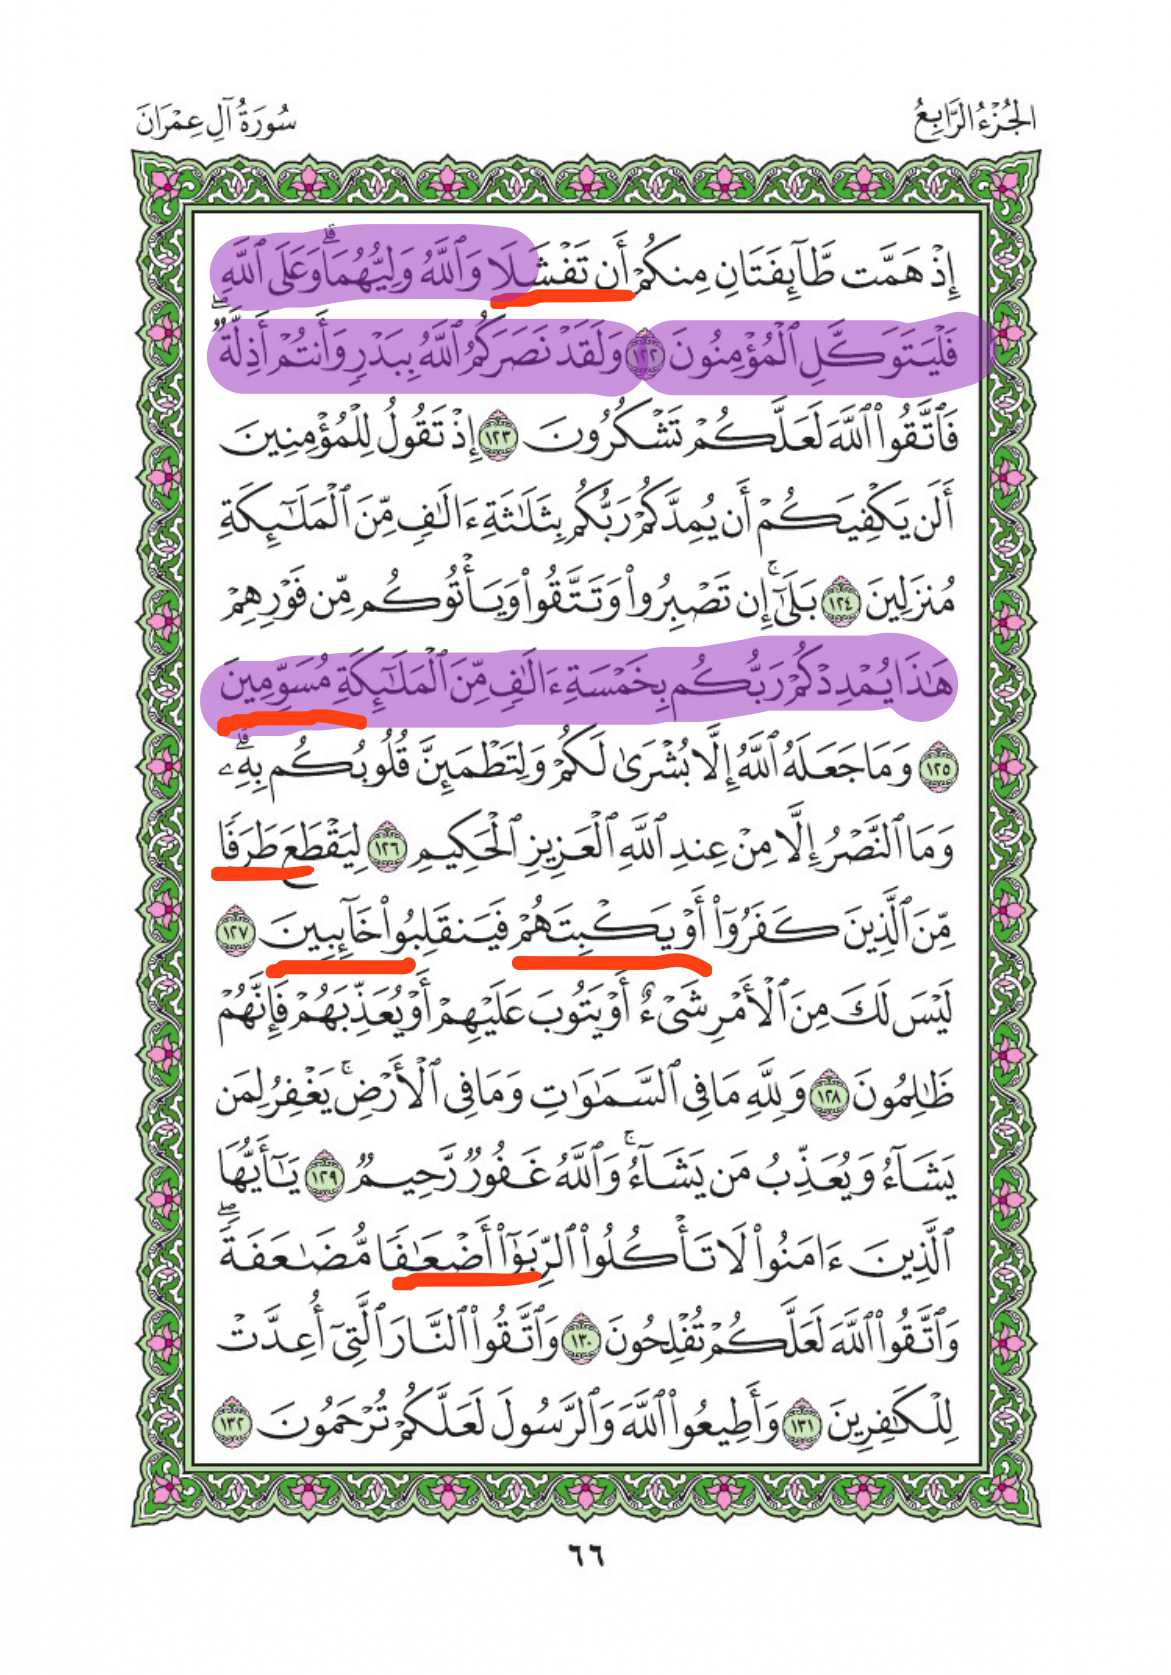 الجُزْءُ الرَّابِعُ
سُورَةُ آلِ عِمْرَانَ
إِذْ هَمَّت طَّآئِفَتَانِ مِنكُمْ أَن تَفْشَلَا وَٱللَّهُ وَلِيُّهُمَاۗ وَعَلَى ٱللَّهِ
فَلْيَتَوَكَّلِ ٱلْمُؤْمِنُونَ ١٢٢ وَلَقَدْ نَصَرَكُمُ ٱللَّهُ بِبَدْرٍ وَأَنتُمْ أَذِلَّةٌۖ
فَٱتَّقُوا۟ ٱللَّهَ لَعَلَّكُمْ تَشْكُرُونَ ١٢٣ إِذْ تَقُولُ لِلْمُؤْمِنِينَ
أَلَن يَكْفِيَكُمْ أَن يُمِدَّكُمْ رَبُّكُم بِثَلَٰثَةِ ءَالَٰفٍ مِّنَ ٱلْمَلَٰٓئِكَةِ
مُنزَلِينَ ١٢٤ بَلَىٰٓۚ إِن تَصْبِرُوا۟ وَتَتَّقُوا۟ وَيَأْتُوكُم مِّن فَوْرِهِمْ
هَٰذَا يُمْدِدْكُمْ رَبُّكُم بِخَمْسَةِ ءَالَٰفٍ مِّنَ ٱلْمَلَٰٓئِكَةِ مُسَوِّمِينَ
١٢٥ وَمَا جَعَلَهُ ٱللَّهُ إِلَّا بُشْرَىٰ لَكُمْ وَلِتَطْمَئِنَّ قُلُوبُكُم بِهِۦۗ
وَمَا ٱلنَّصْرُ إِلَّا مِنْ عِندِ ٱللَّهِ ٱلْعَزِيزِ ٱلْحَكِيمِ ١٢٦ لِيَقْطَعَ طَرَفًا
مِّنَ ٱلَّذِينَ كَفَرُوٓا۟ أَوْ يَكْبِتَهُمْ فَيَنقَلِبُوا۟ خَآئِبِينَ ١٢٧
لَيْسَ لَكَ مِنَ ٱلْأَمْرِ شَىْءٌ أَوْ يَتُوبَ عَلَيْهِمْ أَوْ يُعَذِّبَهُمْ فَإِنَّهُمْ
ظَٰلِمُونَ ١٢٨ وَلِلَّهِ مَا فِى ٱلسَّمَٰوَٰتِ وَمَا فِى ٱلْأَرْضِۚ يَغْفِرُ لِمَن
يَشَآءُ وَيُعَذِّبُ مَن يَشَآءُۚ وَٱللَّهُ غَفُورٌ رَّحِيمٌ ١٢٩ يَٰٓأَيُّهَا
ٱلَّذِينَ ءَامَنُوا۟ لَا تَأْكُلُوا۟ ٱلرِّبَوٰٓا۟ أَضْعَٰفًا مُّضَٰعَفَةًۖ
وَٱتَّقُوا۟ ٱللَّهَ لَعَلَّكُمْ تُفْلِحُونَ ١٣٠ وَٱتَّقُوا۟ ٱلنَّارَ ٱلَّتِىٓ أُعِدَّتْ
لِلْكَٰفِرِينَ ١٣١ وَأَطِيعُوا۟ ٱللَّهَ وَٱلرَّسُولَ لَعَلَّكُمْ تُرْحَمُونَ ١٣٢
٦٦